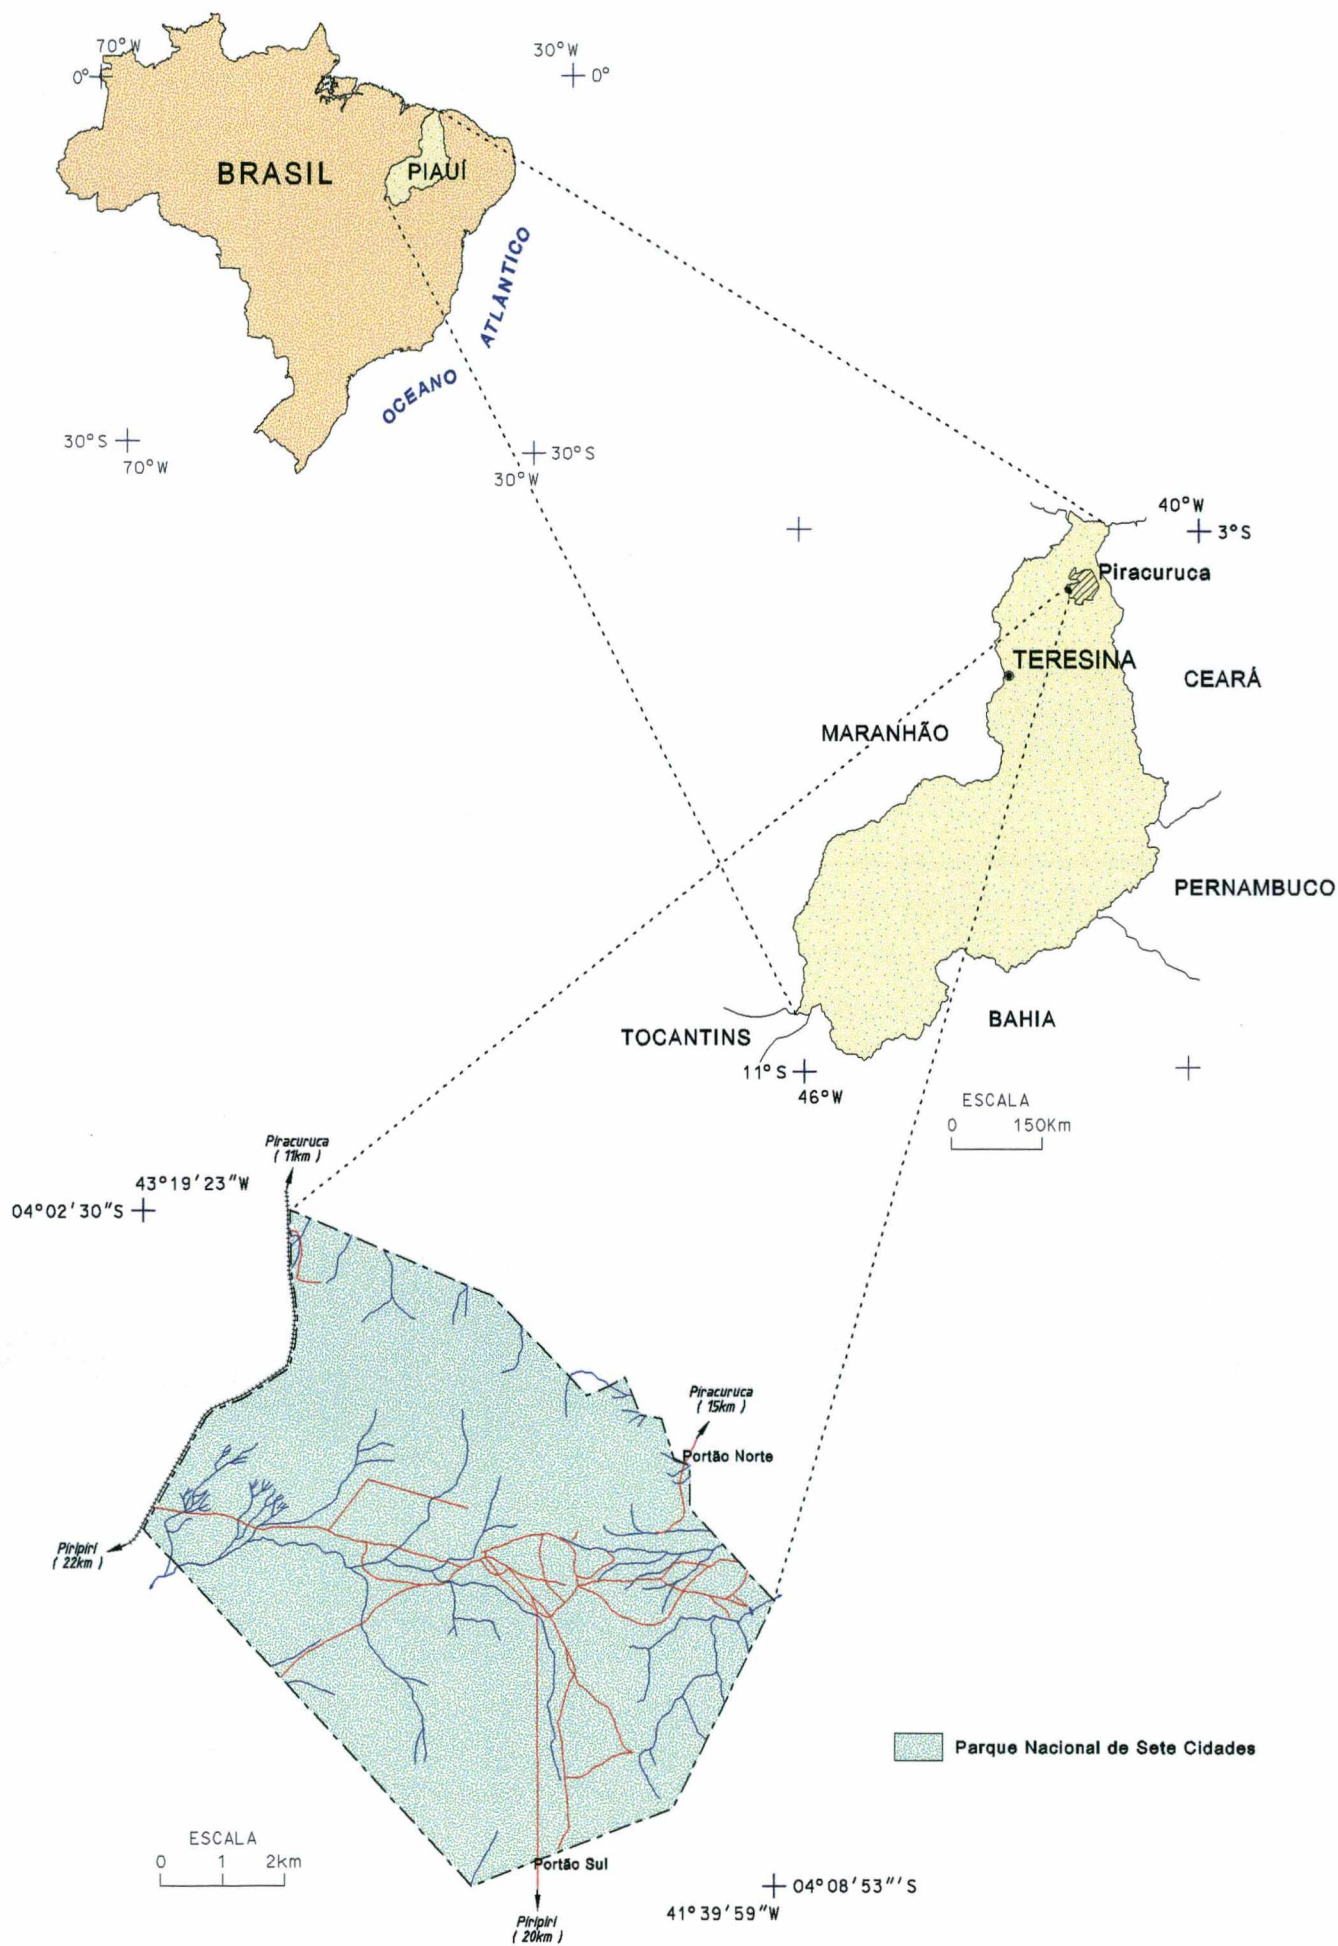 70°W
30°W
0°
0°
BRASIL
PIAUÍ
OCEANO ATLÂNTICO
30°S
70°W
30°S
30°W
40°W
3°S
Piracuruca
TERESINA
CEARÁ
MARANHÃO
PERNAMBUCO
BAHIA
TOCANTINS
11°S
46°W
ESCALA
0 150Km
Piracuruca
( 11km )
43°19'23"W
04°02'30"S
Piracuruca
( 15km )
Portão Norte
Piripiri
( 22km )
Parque Nacional de Sete Cidades
ESCALA
0 1 2km
Portão Sul
04°08'53"'S
41°39'59"W
Piripiri
( 20km )